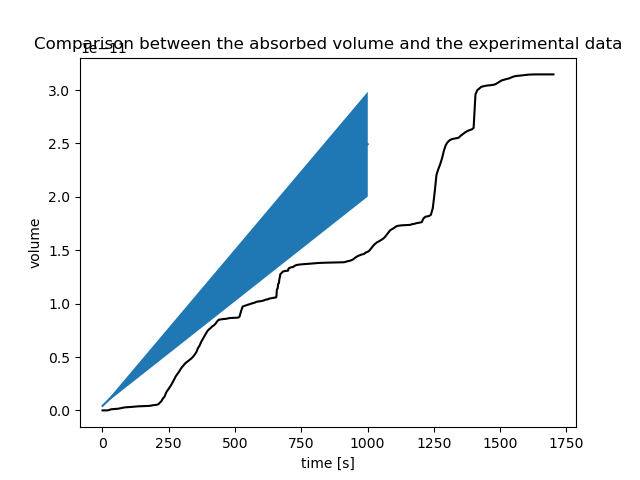 Comparison between the absorbed volume and the experimental data
1e−11
3.0
2.5
2.0
1.5
1.0
0.5
0.0
volume
0 250 500 750 1000 1250 1500 1750
time [s]